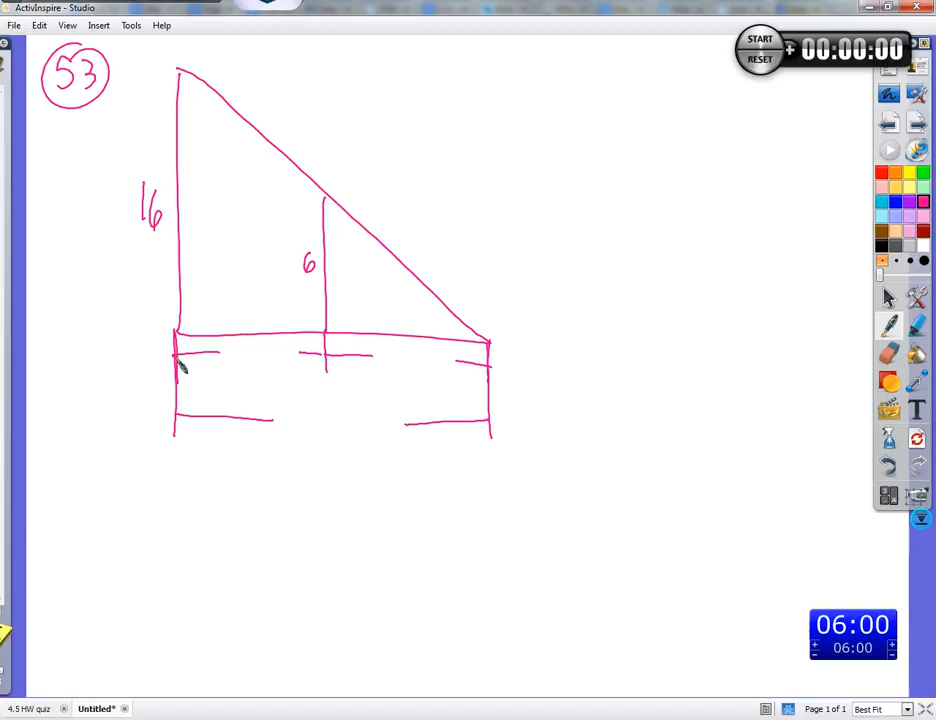 ActivInspire - Studio
File Edit View Insert Tools Help
START
RESET
00:00:00
53
16
6
06:00
06:00
4.5 HW quiz
Untitled*
Page 1 of 1
Best Fit